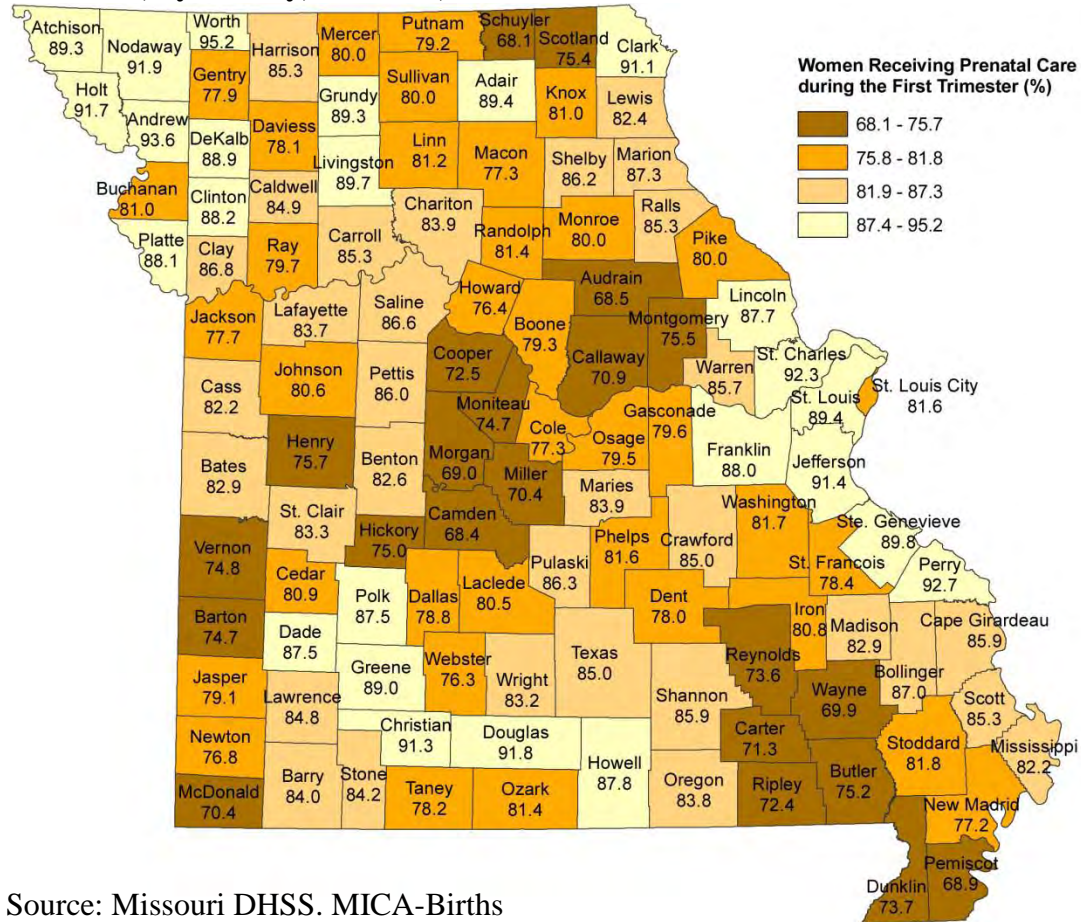 Atchison
89.3
Nodaway
91.9
Worth
95.2
Harrison
85.3
Mercer
80.0
Putnam
79.2
Schuyler
68.1
Scotland
75.4
Clark
91.1
Holt
91.7
Andrew
93.6
Gentry
77.9
DeKalb
88.9
Daviess
78.1
Grundy
89.3
Sullivan
80.0
Adair
89.4
Knox
81.0
Lewis
82.4
Women Receiving Prenatal Care
during the First Trimester (%)
68.1 - 75.7
75.8 - 81.8
81.9 - 87.3
87.4 - 95.2
Buchanan
81.0
Clinton
88.2
Caldwell
84.9
Livingston
89.7
Linn
81.2
Macon
77.3
Shelby
86.2
Marion
87.3
Platte
88.1
Clay
86.8
Ray
79.7
Carroll
85.3
Chariton
83.9
Randolph
81.4
Monroe
80.0
Ralls
85.3
Pike
80.0
Jackson
77.7
Lafayette
83.7
Saline
86.6
Howard
76.4
Boone
79.3
Audrain
68.5
Callaway
70.9
Montgomery
75.5
Lincoln
87.7
Warren
85.7
St. Charles
92.3
St. Louis
89.4
St. Louis City
81.6
Cass
82.2
Johnson
80.6
Pettis
86.0
Cooper
72.5
Moniteau
74.7
Cole
77.3
Osage
79.5
Gasconade
79.6
Franklin
88.0
Jefferson
91.4
Bates
82.9
Henry
75.7
Benton
82.6
Morgan
69.0
Miller
70.4
Maries
83.9
Washington
81.7
Ste. Genevieve
89.8
St. Clair
83.3
Hickory
75.0
Camden
68.4
Pulaski
86.3
Phelps
81.6
Crawford
85.0
St. Francois
78.4
Perry
92.7
Vernon
74.8
Cedar
80.9
Polk
87.5
Dallas
78.8
Laclede
80.5
Dent
78.0
Iron
80.8
Madison
82.9
Cape Girardeau
85.9
Barton
74.7
Dade
87.5
Greene
89.0
Webster
76.3
Wright
83.2
Texas
85.0
Shannon
85.9
Reynolds
73.6
Wayne
69.9
Bollinger
87.0
Scott
85.3
Jasper
79.1
Lawrence
84.8
Christian
91.3
Douglas
91.8
Howell
87.8
Carter
71.3
Stoddard
81.8
Mississippi
82.2
Newton
76.8
McDonald
70.4
Barry
84.0
Stone
84.2
Taney
78.2
Ozark
81.4
Oregon
83.8
Ripley
72.4
Butler
75.2
New Madrid
77.2
Dunklin
73.7
Pemiscot
68.9
Source: Missouri DHSS. MICA-Births